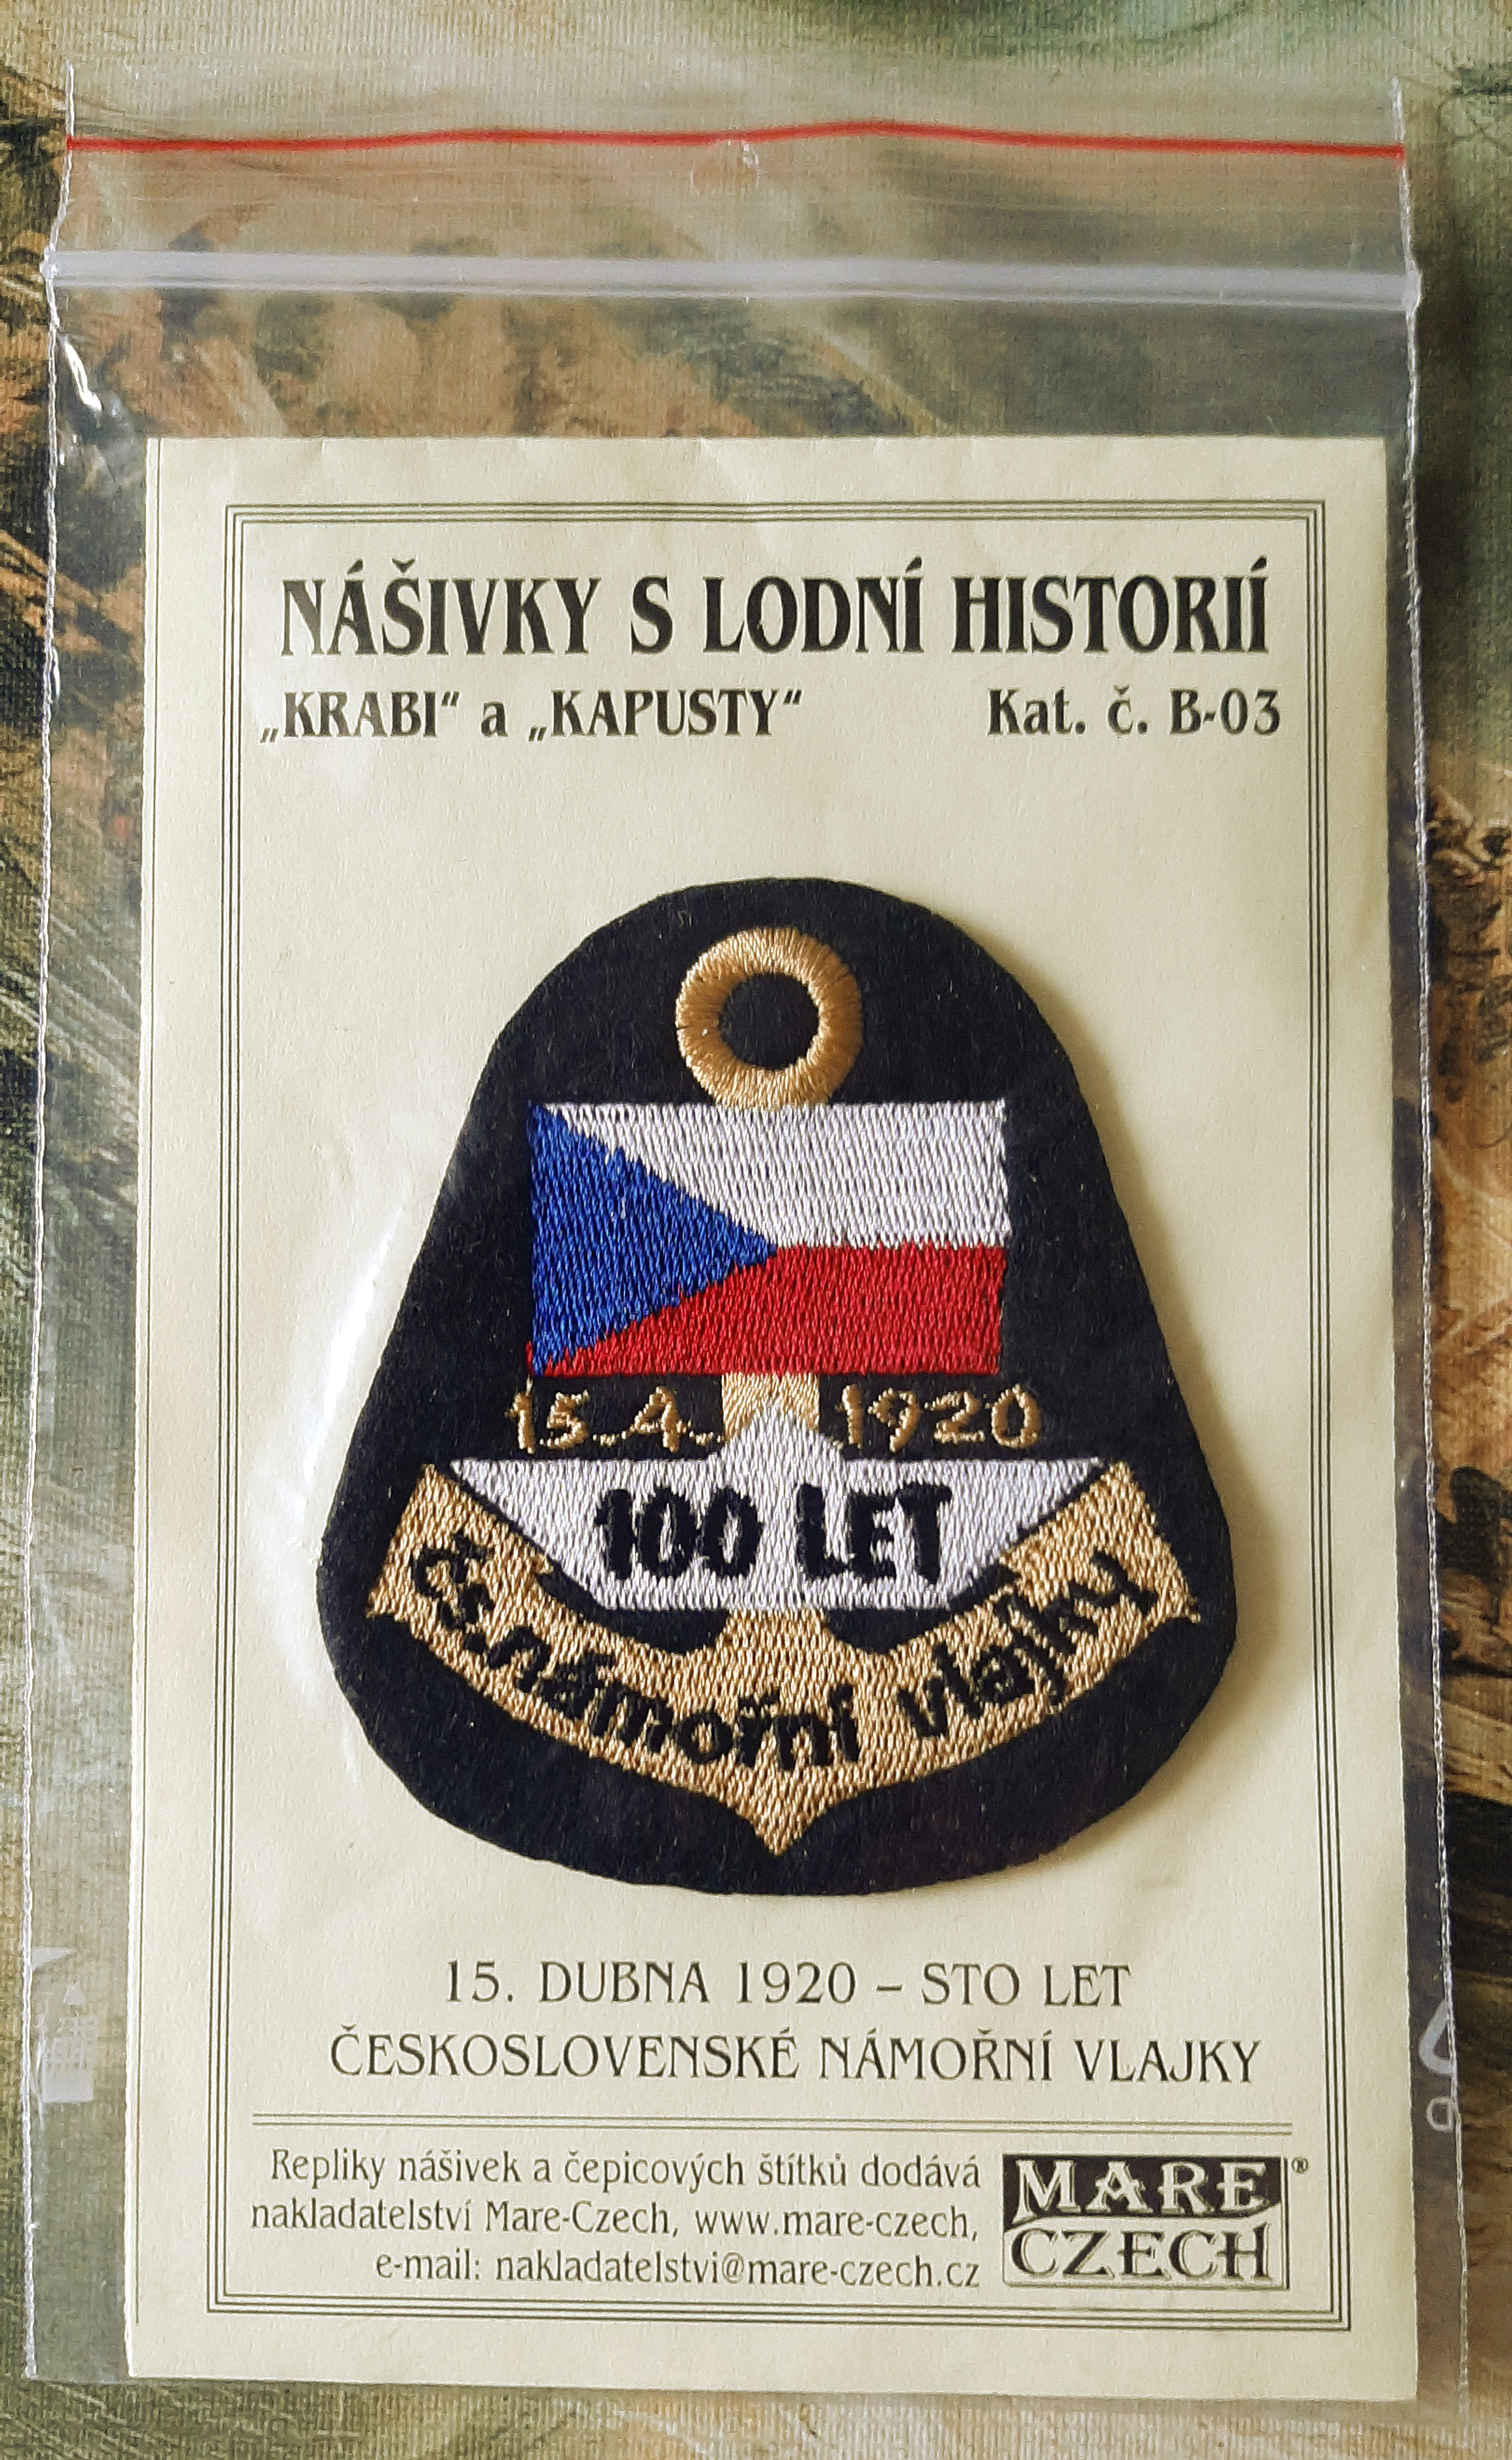 NÁŠIVKY S LODNÍ HISTORIÍ
„KRABI“ a „KAPUSTY“ Kat. č. B-03
15.4. 1920
100 LET
čs.námořní vlajky
15. DUBNA 1920 – STO LET
ČESKOSLOVENSKÉ NÁMOŘNÍ VLAJKY
Repliky nášivek a čepicových štítků dodává
nakladatelství Mare-Czech, www.mare-czech,
e-mail: nakladatelstvi@mare-czech.cz
MARE ®
CZECH